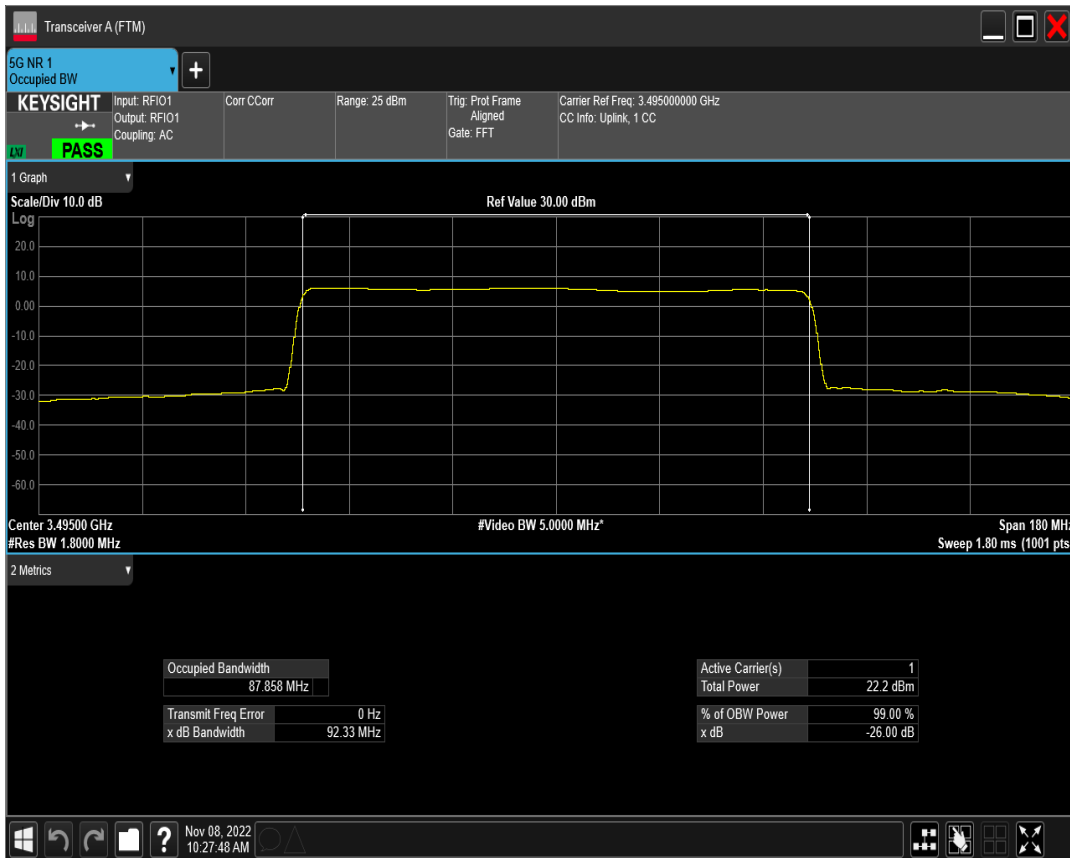 Transceiver A (FTM)
5G NR 1
Occupied BW
+
KEYSIGHT
LXI
PASS
Input: RFIO1
Output: RFIO1
Coupling: AC
Corr CCorr
Range: 25 dBm
Trig: Prot Frame
Aligned
Gate: FFT
Carrier Ref Freq: 3.495000000 GHz
CC Info: Uplink, 1 CC
1 Graph
Scale/Div 10.0 dB
Ref Value 30.00 dBm
Log
20.0
10.0
0.00
-10.0
-20.0
-30.0
-40.0
-50.0
-60.0
Center 3.49500 GHz
#Video BW 5.0000 MHz*
Span 180 MHz
#Res BW 1.8000 MHz
Sweep 1.80 ms (1001 pts
2 Metrics
Occupied Bandwidth
87.858 MHz
Transmit Freq Error 0 Hz
x dB Bandwidth 92.33 MHz
Active Carrier(s) 1
Total Power 22.2 dBm
% of OBW Power 99.00 %
x dB -26.00 dB
?
Nov 08, 2022
10:27:48 AM